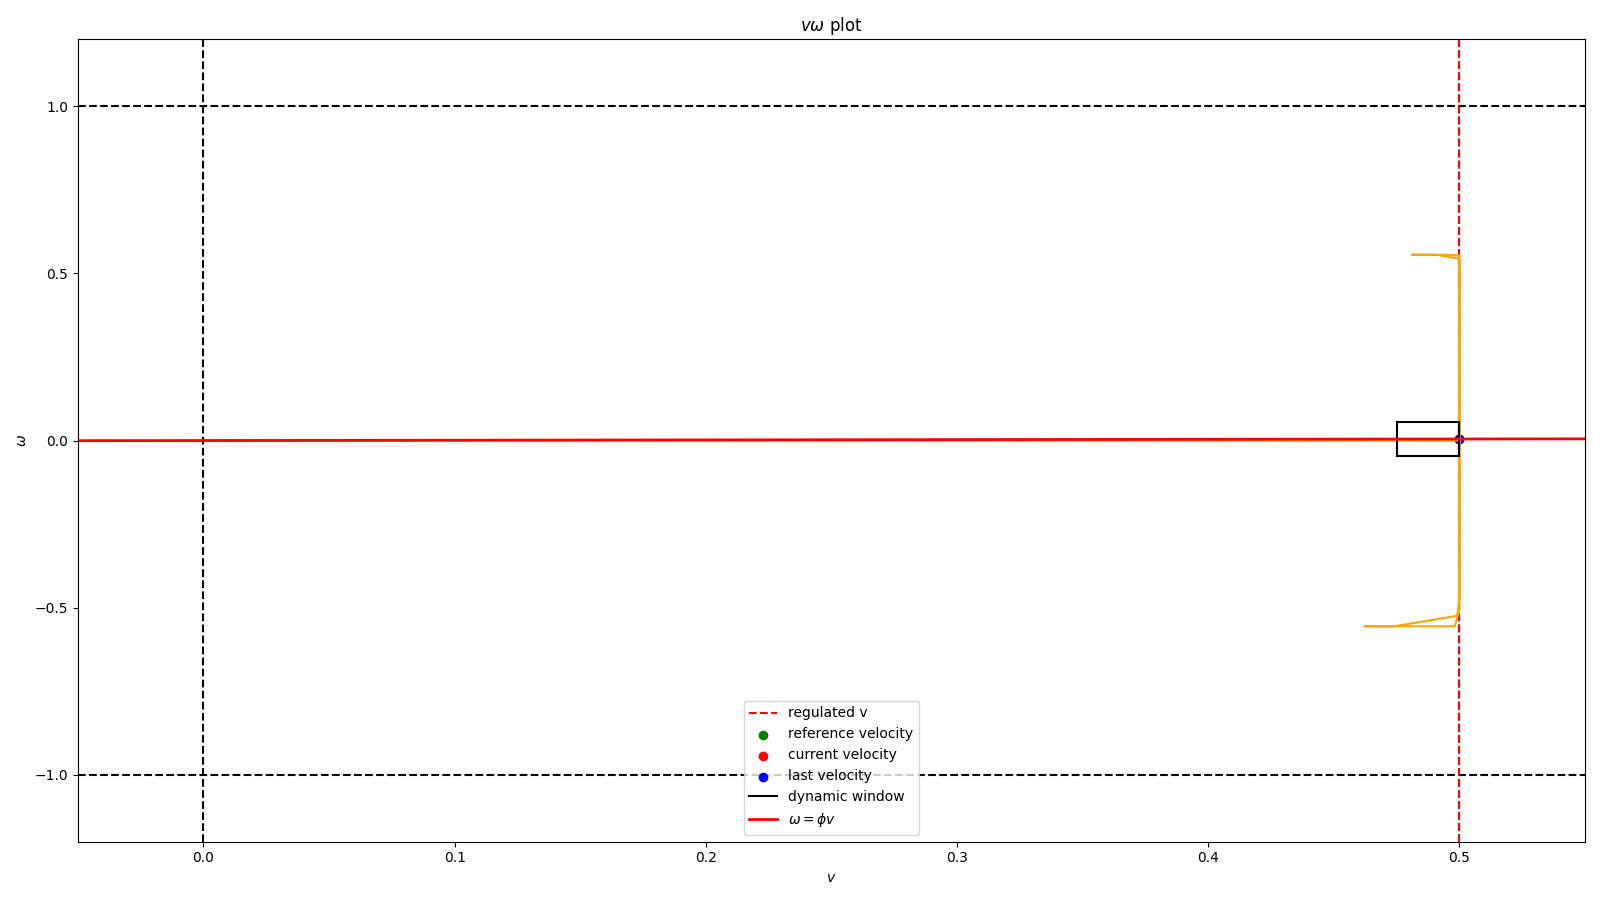 vω plot
1.0
0.5
0.0
−0.5
−1.0
ω
0.0
0.1
0.2
0.3
0.4
0.5
v
regulated v
reference velocity
current velocity
last velocity
dynamic window
ω = ϕv